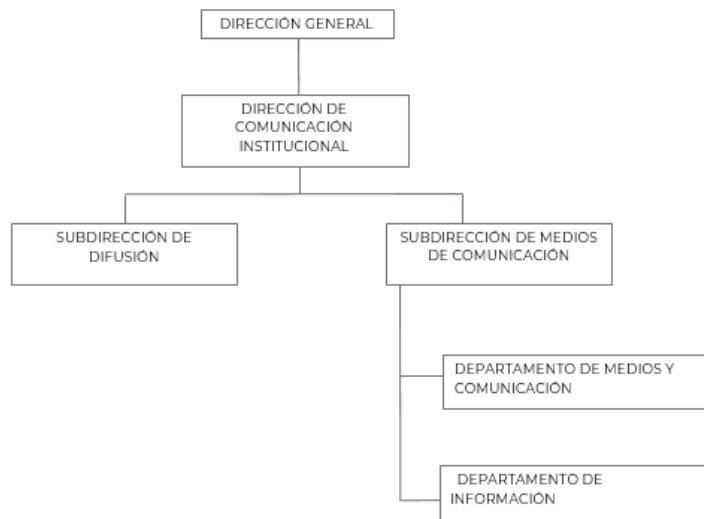 DIRECCIÓN GENERAL
DIRECCIÓN DE
COMUNICACIÓN
INSTITUCIONAL
SUBDIRECCIÓN DE
DIFUSIÓN
SUBDIRECCIÓN DE MEDIOS
DE COMUNICACIÓN
DEPARTAMENTO DE MEDIOS Y
COMUNICACIÓN
DEPARTAMENTO DE
INFORMACIÓN